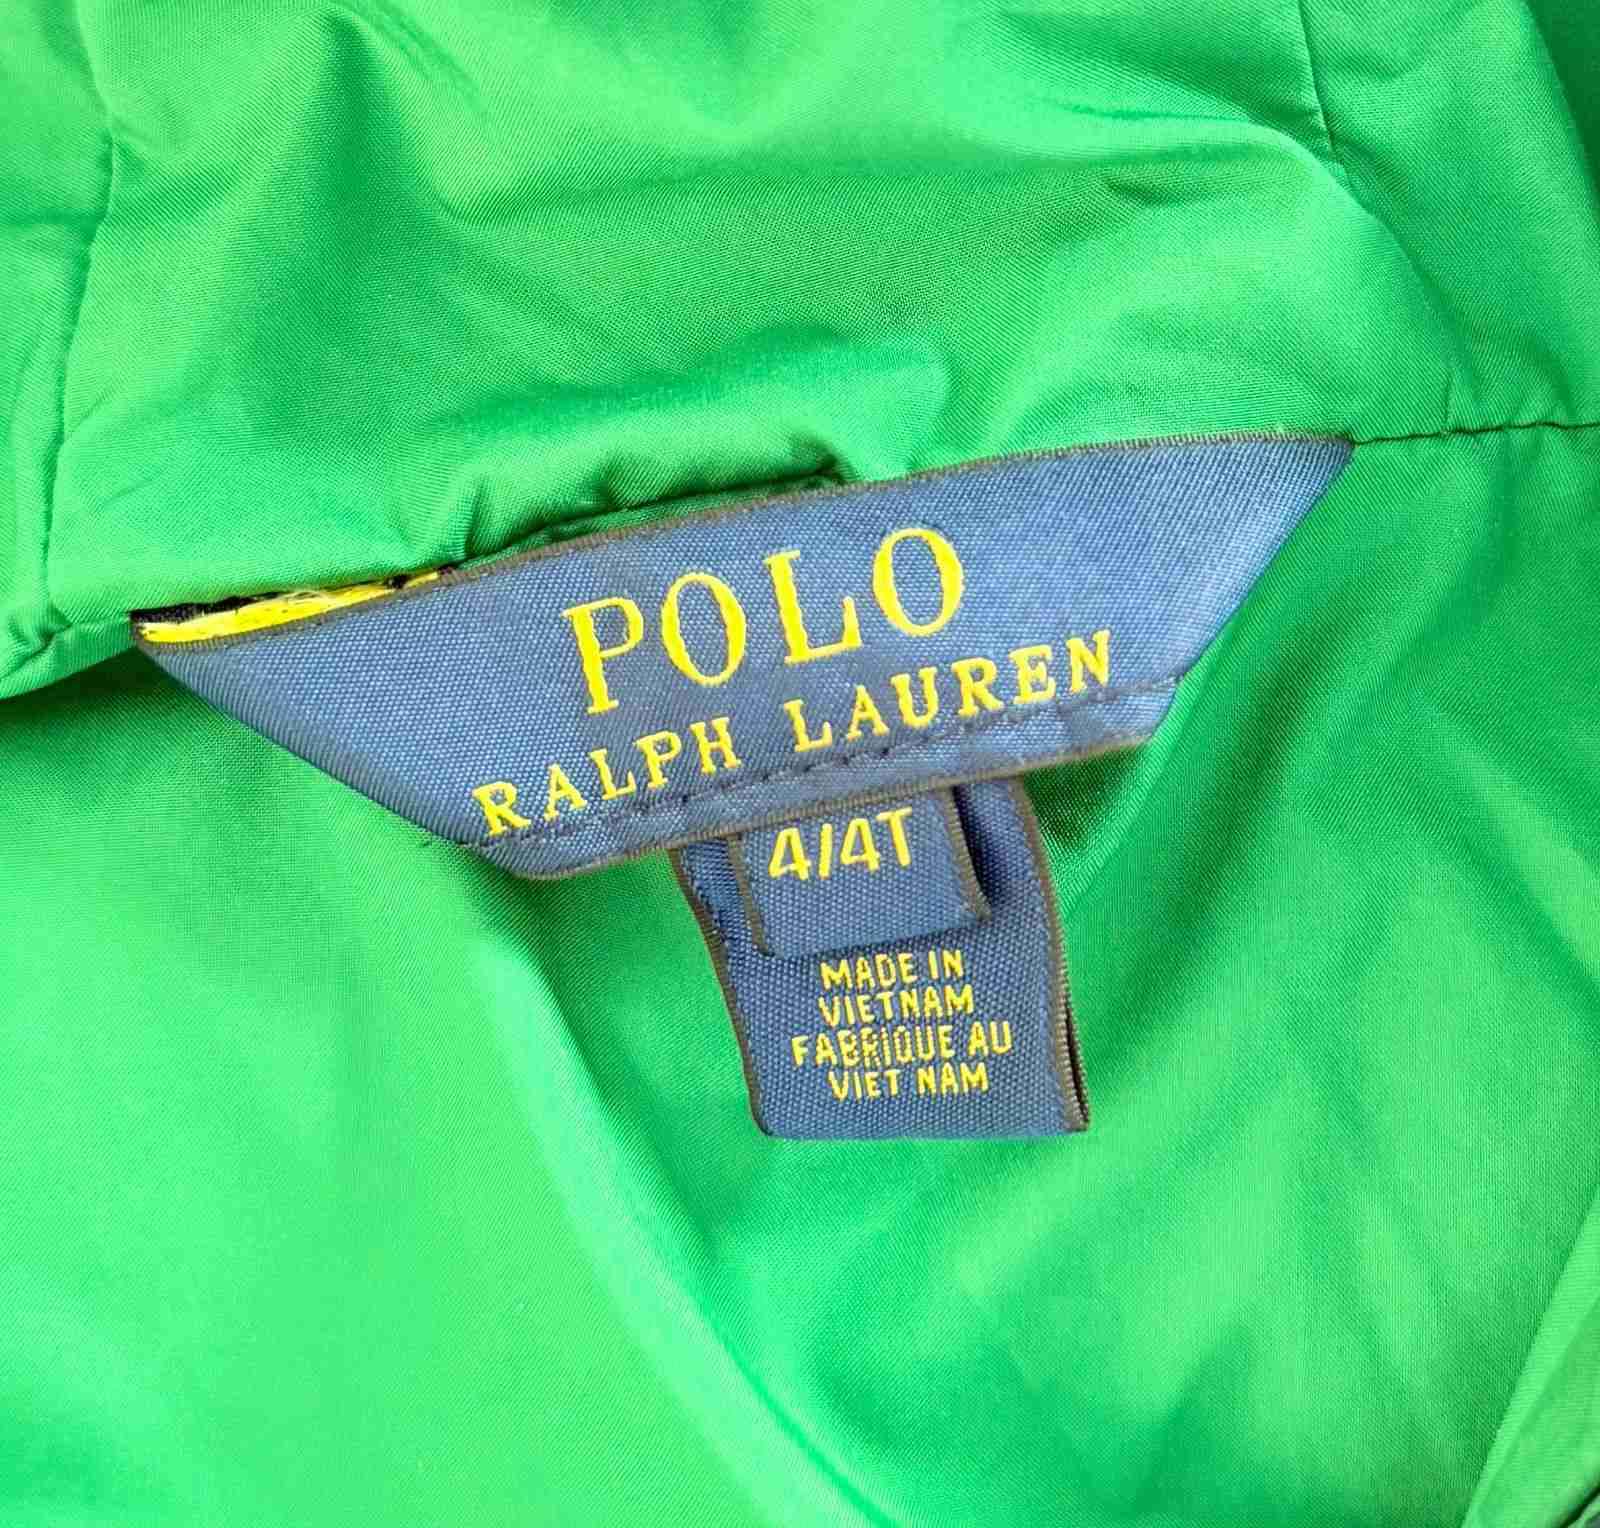 POLO
RALPH LAUREN
4/4T
MADE IN
VIETNAM
FABRIQUE AU
VIET NAM